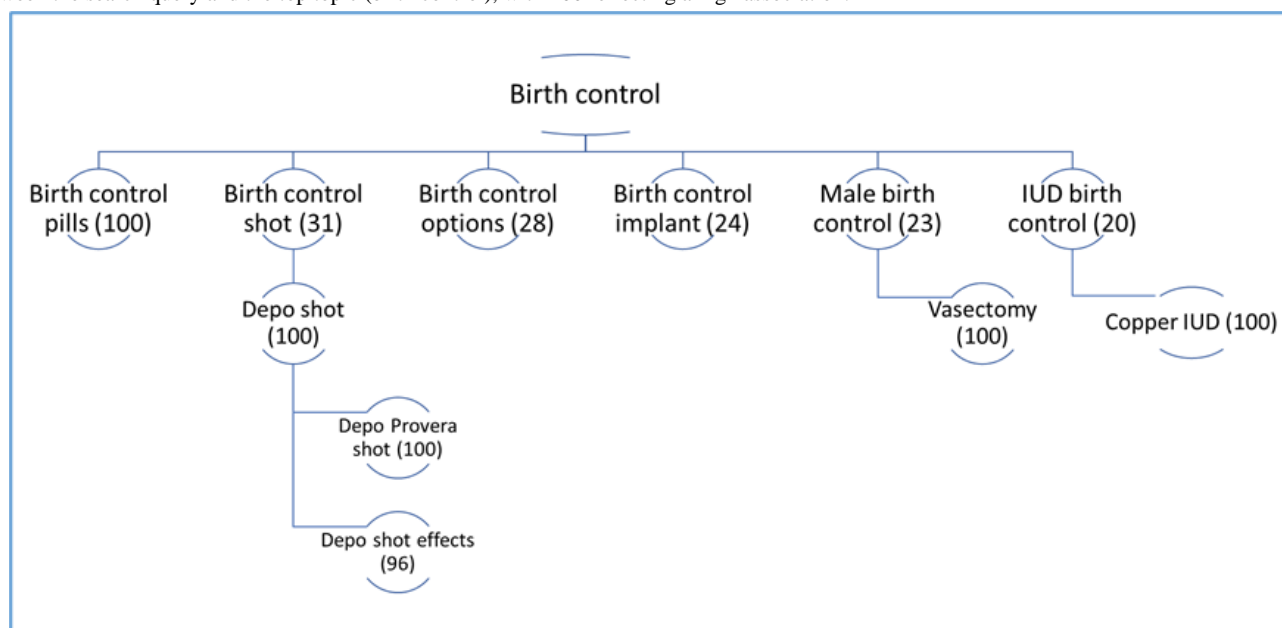 Birth control
Birth control
pills (100)
Birth control
shot (31)
Birth control
options (28)
Birth control
implant (24)
Male birth
control (23)
IUD birth
control (20)
Depo shot
(100)
Vasectomy
(100)
Copper IUD (100)
Depo Provera
shot (100)
Depo shot effects
(96)